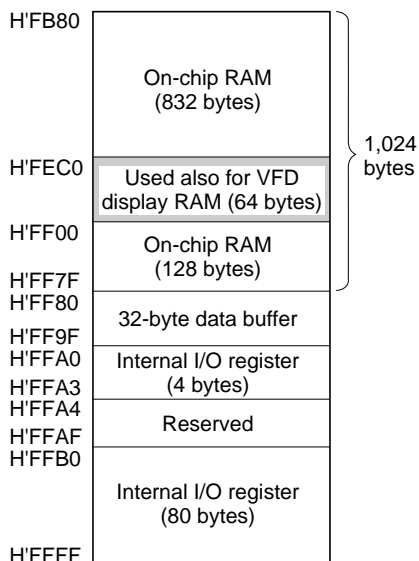 H'FB80
On-chip RAM
(832 bytes)
1,024
bytes
H'FEC0
Used also for VFD
display RAM (64 bytes)
H'FF00
On-chip RAM
(128 bytes)
H'FF7F
H'FF80
32-byte data buffer
H'FF9F
H'FFA0
Internal I/O register
(4 bytes)
H'FFA3
H'FFA4
Reserved
H'FFAF
H'FFB0
Internal I/O register
(80 bytes)
H'FFFF